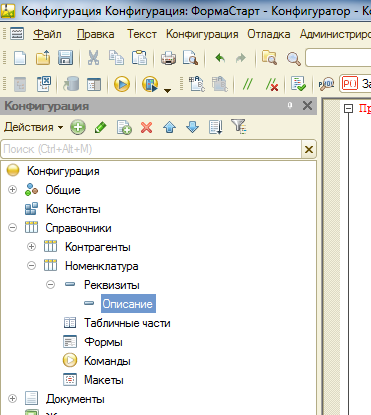 Конфигурация Конфигурация: ФормаСтарт - Конфигуратор - К
Файл Правка Текст Конфигурация Отладка Администриро
За
Конфигурация
Действия
Поиск (Ctrl+Alt+M)
Пр
Конфигурация
Общие
Константы
Справочники
Контрагенты
Номенклатура
Реквизиты
Описание
Табличные части
Формы
Команды
Макеты
Документы